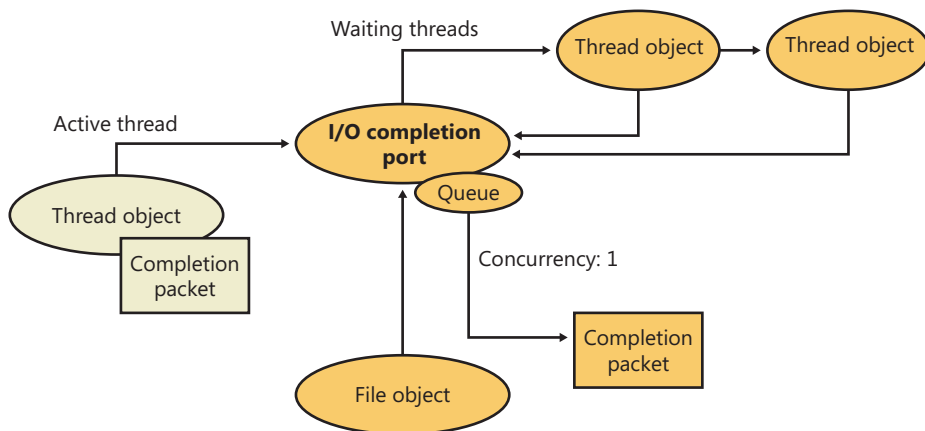 Waiting threads
Thread object
Thread object
Active thread
I/O completion
port
Queue
Thread object
Completion
packet
Concurrency: 1
Completion
packet
File object